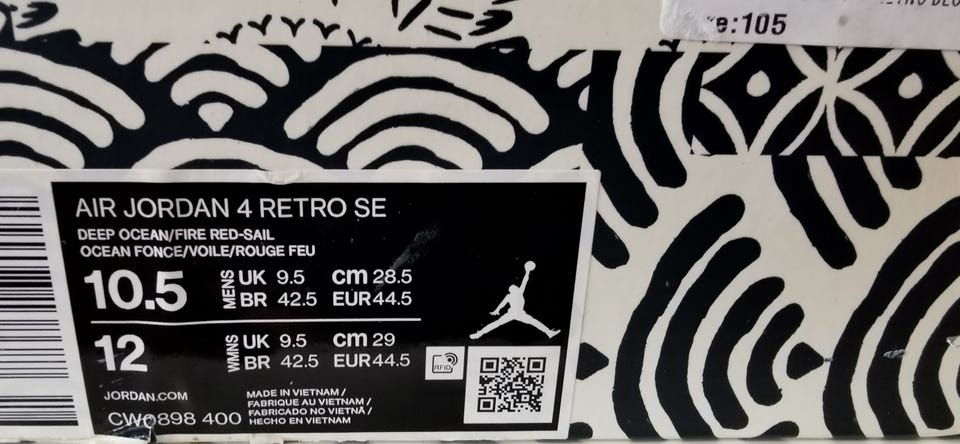 e:105
AIR JORDAN 4 RETRO SE
DEEP OCEAN/FIRE RED-SAIL
OCEAN FONCE/VOILE/ROUGE FEU
10.5 MENS UK 9.5 cm 28.5
BR 42.5 EUR 44.5
12 WMNS UK 9.5 cm 29
BR 42.5 EUR 44.5
RFID
JORDAN.COM
CW0898 400
MADE IN VIETNAM /
FABRIQUE AU VIETNAM /
FABRICADO NO VIETNÃ /
HECHO EN VIETNAM